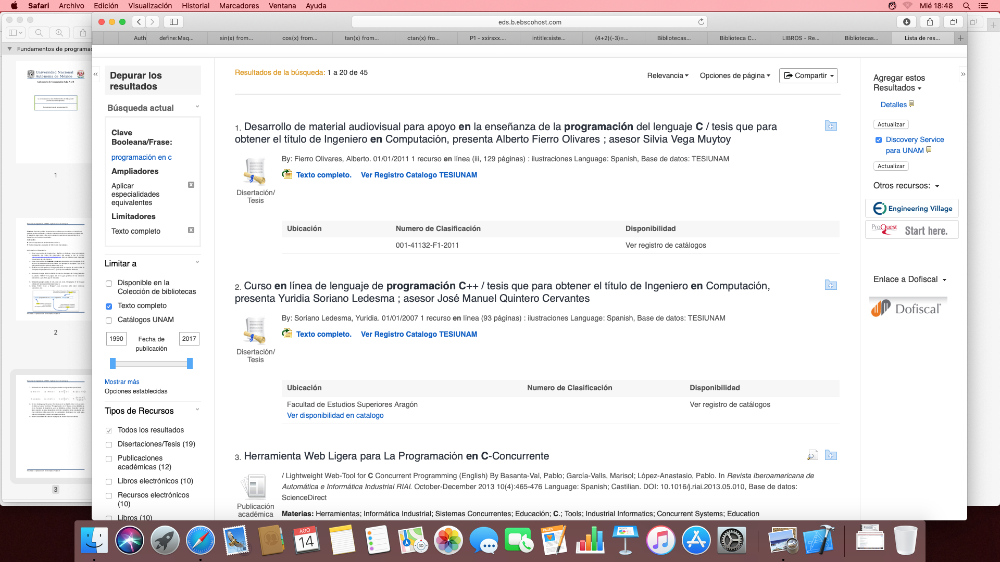 Safari Archivo Edición Visualización Historial Marcadores Ventana Ayuda Mié 18:48
eds.b.ebscohost.com
Auth define:Maq... sin(x) from... cos(x) from... tan(x) from... ctan(x) fro... P1 - xxirsxx.... intitle:siste... (4+2)(-3)=... Bibliotecas... Biblioteca C... LIBROS - Re... Bibliotecas... Lista de res...
Fundamentos de programac
Universidad Nacional
Autónoma de México
Laboratorio de Computación Salas A y B
Fundamentos de programación
1
2
3
«
Depurar los
resultados
Búsqueda actual
Clave
Booleana/Frase:
programación en c
Ampliadores
Aplicar
especialidades
equivalentes
Limitadores
Texto completo
Limitar a
Disponible en la
Colección de bibliotecas
Texto completo
Catálogos UNAM
1990 Fecha de 2017
publicación
Mostrar más
Opciones establecidas
Tipos de Recursos
Todos los resultados
Disertaciones/Tesis (19)
Publicaciones
académicas (12)
Libros electrónicos (10)
Recursos electrónicos
(10)
Libros (10)
Resultados de la búsqueda: 1 a 20 de 45
Relevancia Opciones de página Compartir
1. Desarrollo de material audiovisual para apoyo en la enseñanza de la programación del lenguaje C / tesis que para
obtener el título de Ingeniero en Computación, presenta Alberto Fierro Olivares ; asesor Silvia Vega Muytoy
By: Fierro Olivares, Alberto. 01/01/2011 1 recurso en línea (iii, 129 páginas) : ilustraciones Language: Spanish, Base de datos: TESIUNAM
Texto completo. Ver Registro Catalogo TESIUNAM
Disertación/
Tesis
Ubicación Numero de Clasificación Disponibilidad
001-41132-F1-2011 Ver registro de catálogos
2. Curso en línea de lenguaje de programación C++ / tesis que para obtener el título de Ingeniero en Computación,
presenta Yuridia Soriano Ledesma ; asesor José Manuel Quintero Cervantes
By: Soriano Ledesma, Yuridia. 01/01/2007 1 recurso en línea (93 páginas) : ilustraciones Language: Spanish, Base de datos: TESIUNAM
Texto completo. Ver Registro Catalogo TESIUNAM
Disertación/
Tesis
Ubicación Numero de Clasificación Disponibilidad
Facultad de Estudios Superiores Aragón Ver registro de catálogos
Ver disponibilidad en catalogo
3. Herramienta Web Ligera para La Programación en C-Concurrente
/ Lightweight Web-Tool for C Concurrent Programming (English) By Basanta-Val, Pablo; García-Valls, Marisol; López-Anastasio, Pablo. In Revista Iberoamericana de
Automática e Informática Industrial RIAI. October-December 2013 10(4):465-476 Language: Spanish; Castilian. DOI: 10.1016/j.riai.2013.05.010, Base de datos:
ScienceDirect
Publicación
académica
Materias: Herramientas; Informática Industrial; Sistemas Concurrentes; Educación; C.; Tools; Industrial Informatics; Concurrent Systems; Education
»
Agregar estos
Resultados
Detalles
Actualizar
Discovery Service
para UNAM
Actualizar
Otros recursos:
Engineering Village
ProQuest Start here.
Enlace a Dofiscal
Dofiscal
AGO
14
3D
PAGES